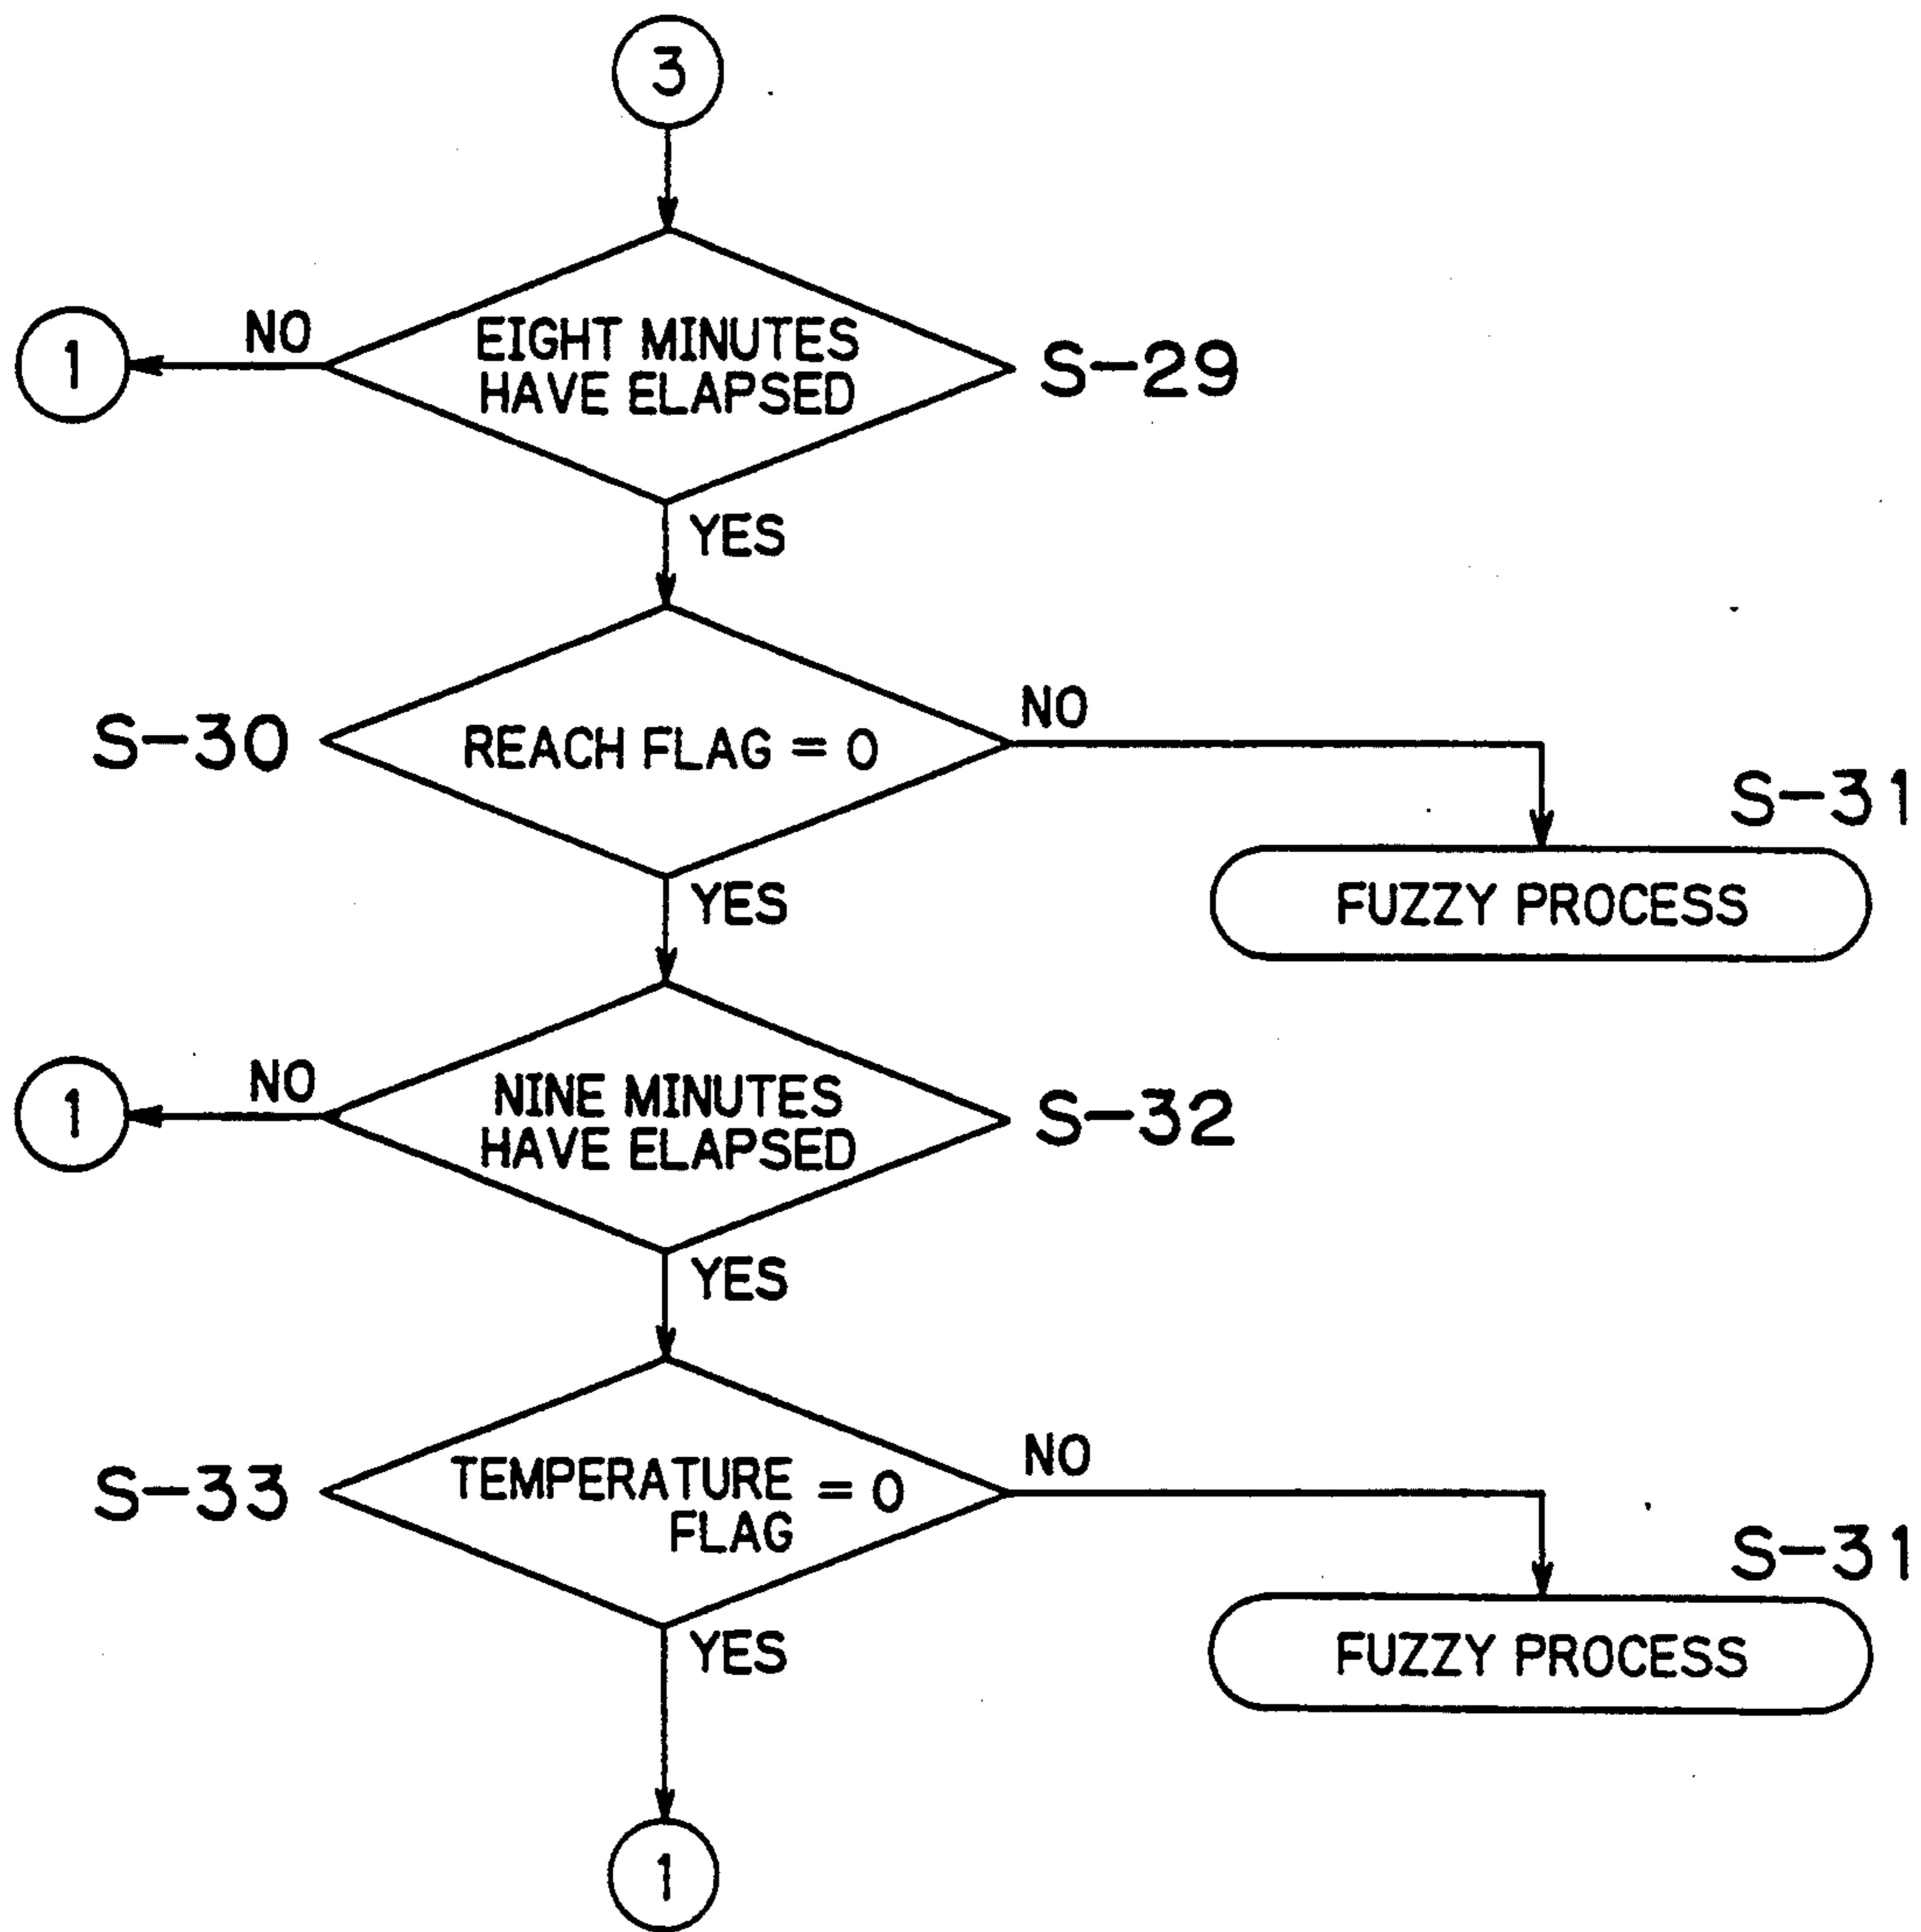 3
EIGHT MINUTES
HAVE ELAPSED
NO
1
S-29
YES
S-30
REACH FLAG = 0
NO
S-31
FUZZY PROCESS
YES
NINE MINUTES
HAVE ELAPSED
NO
1
S-32
YES
S-33
TEMPERATURE = 0
FLAG
NO
S-31
FUZZY PROCESS
YES
1